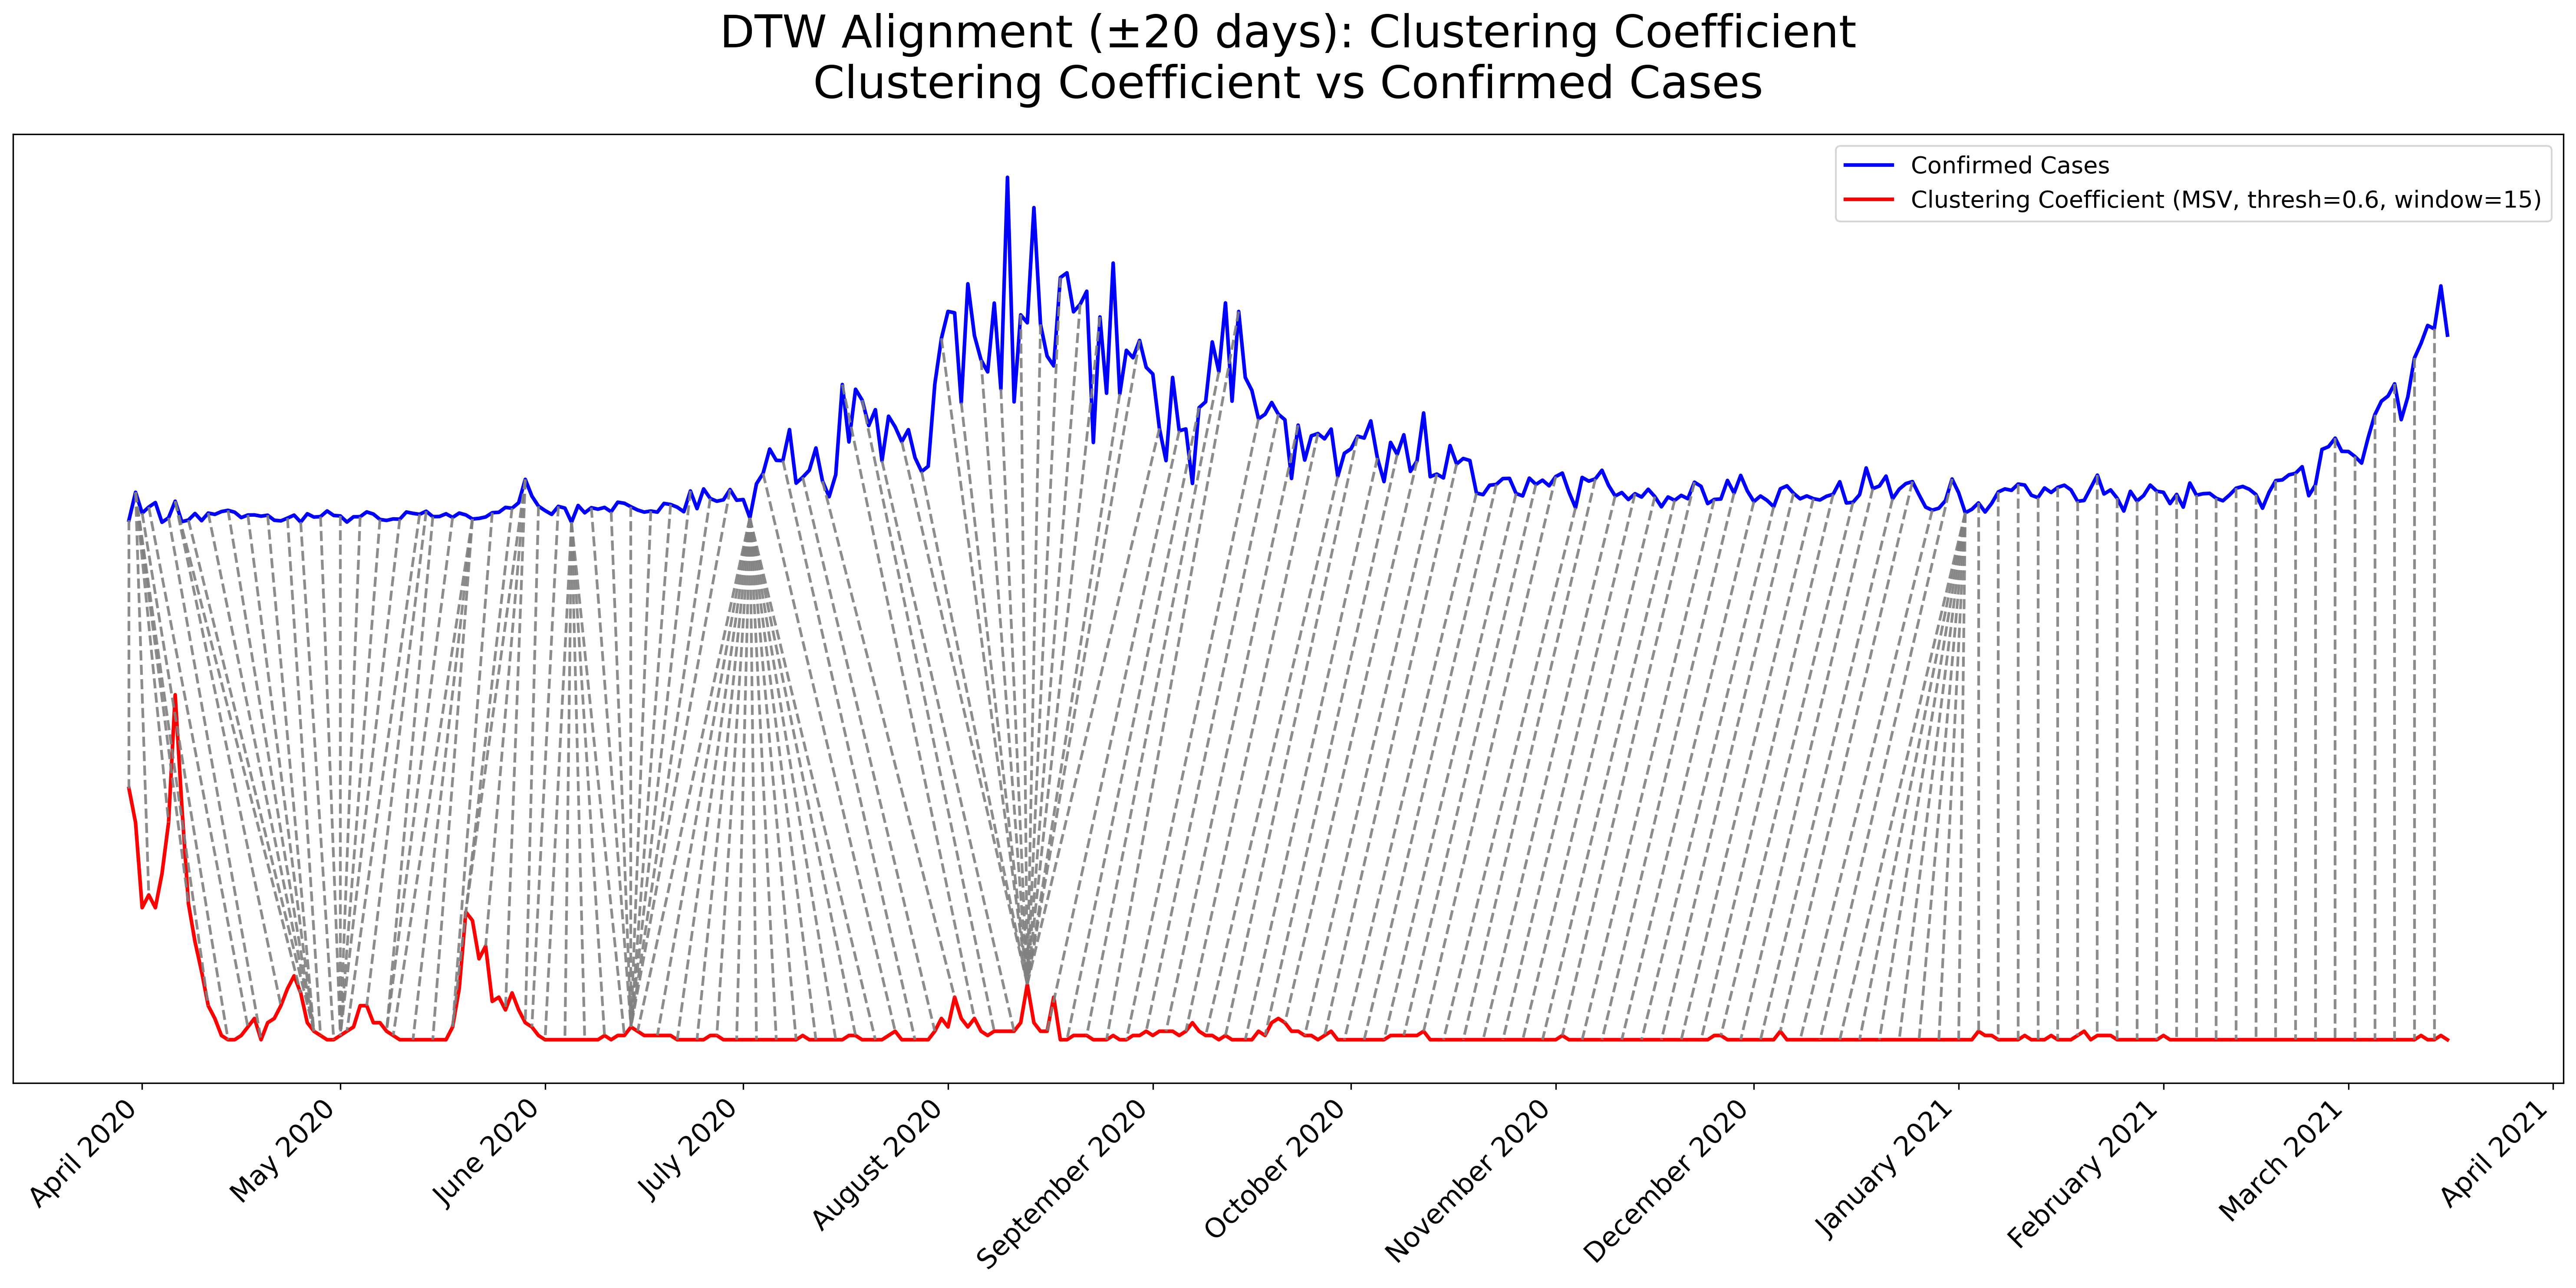 DTW Alignment (±20 days): Clustering Coefficient
Clustering Coefficient vs Confirmed Cases
Confirmed Cases
Clustering Coefficient (MSV, thresh=0.6, window=15)
April 2020
May 2020
June 2020
July 2020
August 2020
September 2020
October 2020
November 2020
December 2020
January 2021
February 2021
March 2021
April 2021